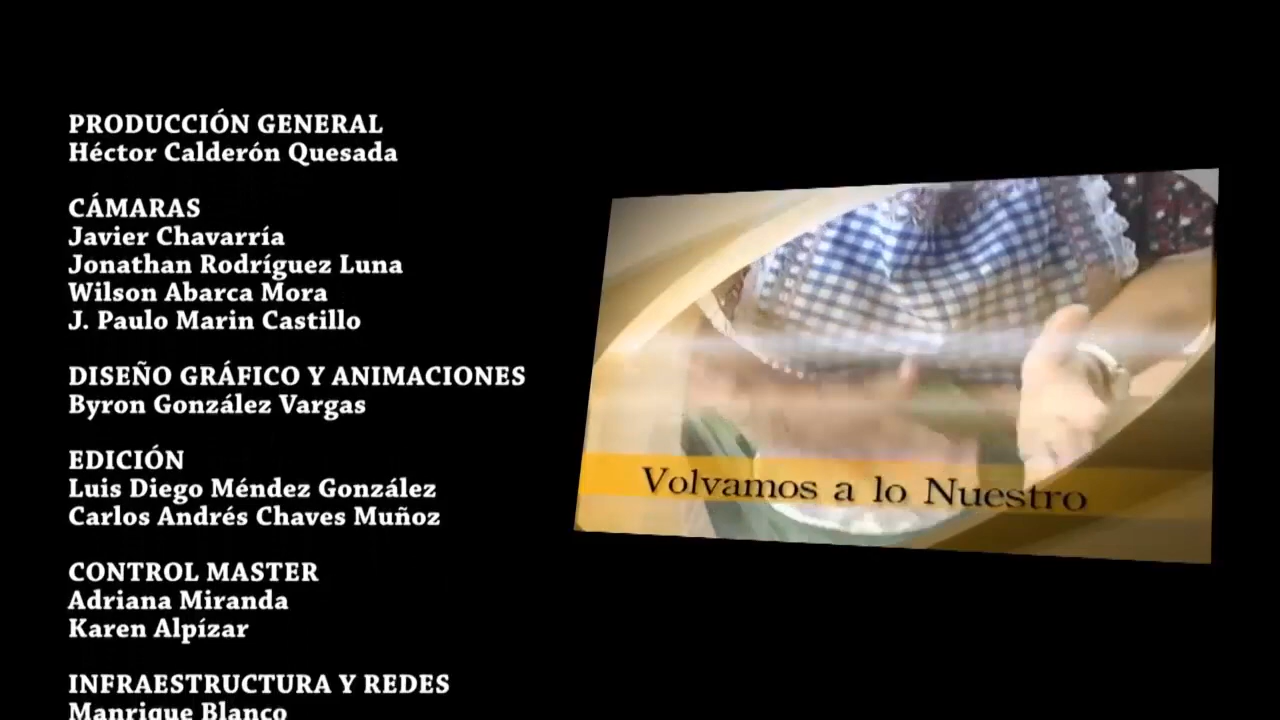 PRODUCCIÓN GENERAL
Héctor Calderón Quesada
CÁMARAS
Javier Chavarría
Jonathan Rodríguez Luna
Wilson Abarca Mora
J. Paulo Marin Castillo
DISEÑO GRÁFICO Y ANIMACIONES
Byron González Vargas
EDICIÓN
Luis Diego Méndez González
Carlos Andrés Chaves Muñoz
CONTROL MASTER
Adriana Miranda
Karen Alpízar
INFRAESTRUCTURA Y REDES
Manrique Blanco
Volvamos a lo Nuestro